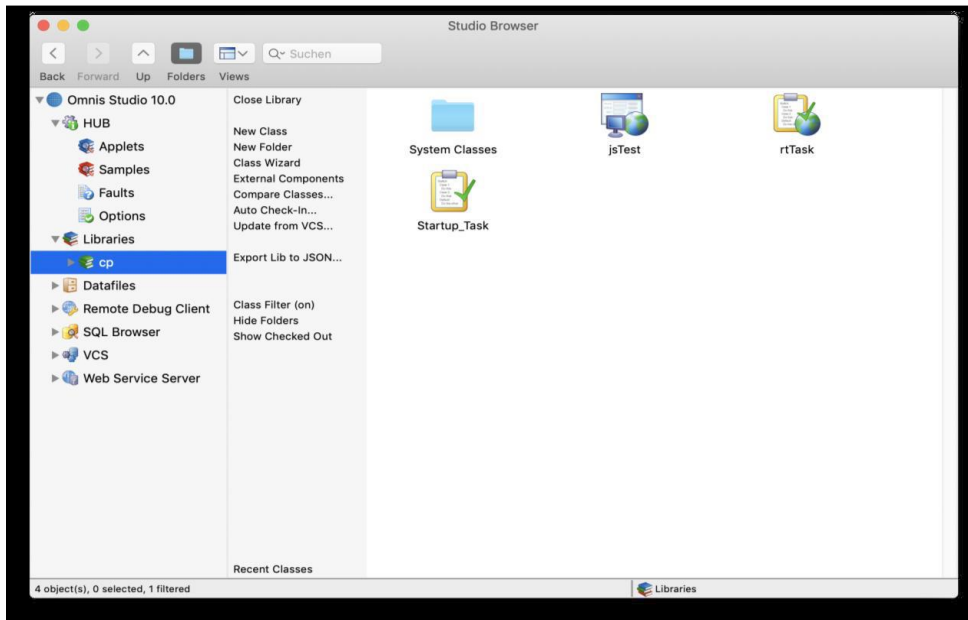 Studio Browser
Suchen
Back Forward Up Folders Views
Omnis Studio 10.0
HUB
Applets
Samples
Faults
Options
Libraries
cp
Datafiles
Remote Debug Client
SQL Browser
VCS
Web Service Server
Close Library
New Class
New Folder
Class Wizard
External Components
Compare Classes...
Auto Check-In...
Update from VCS...
Export Lib to JSON...
Class Filter (on)
Hide Folders
Show Checked Out
Recent Classes
System Classes
jsTest
rtTask
Startup_Task
4 object(s), 0 selected, 1 filtered
Libraries